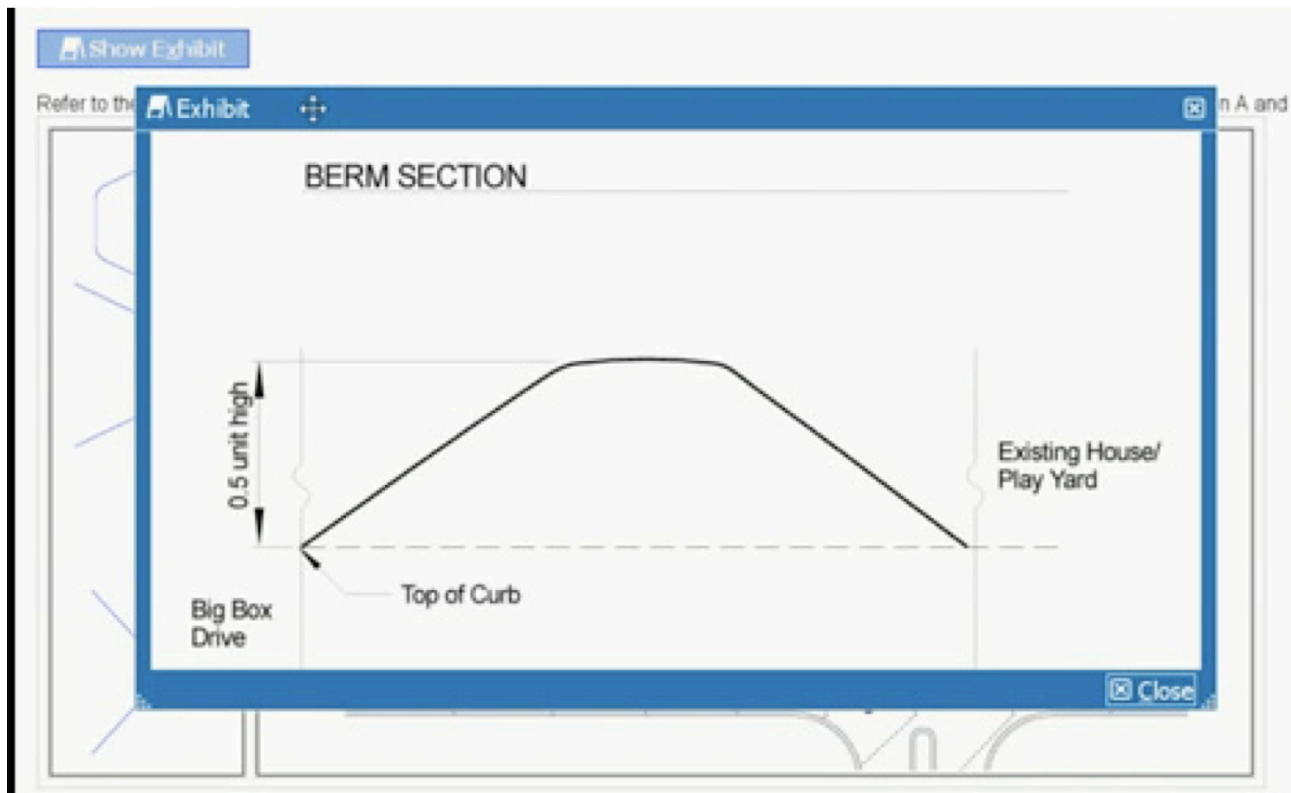 Show Exhibit
Refer to the
n A and
Exhibit
BERM SECTION
0.5 unit high
Existing House/
Play Yard
Top of Curb
Big Box
Drive
Close